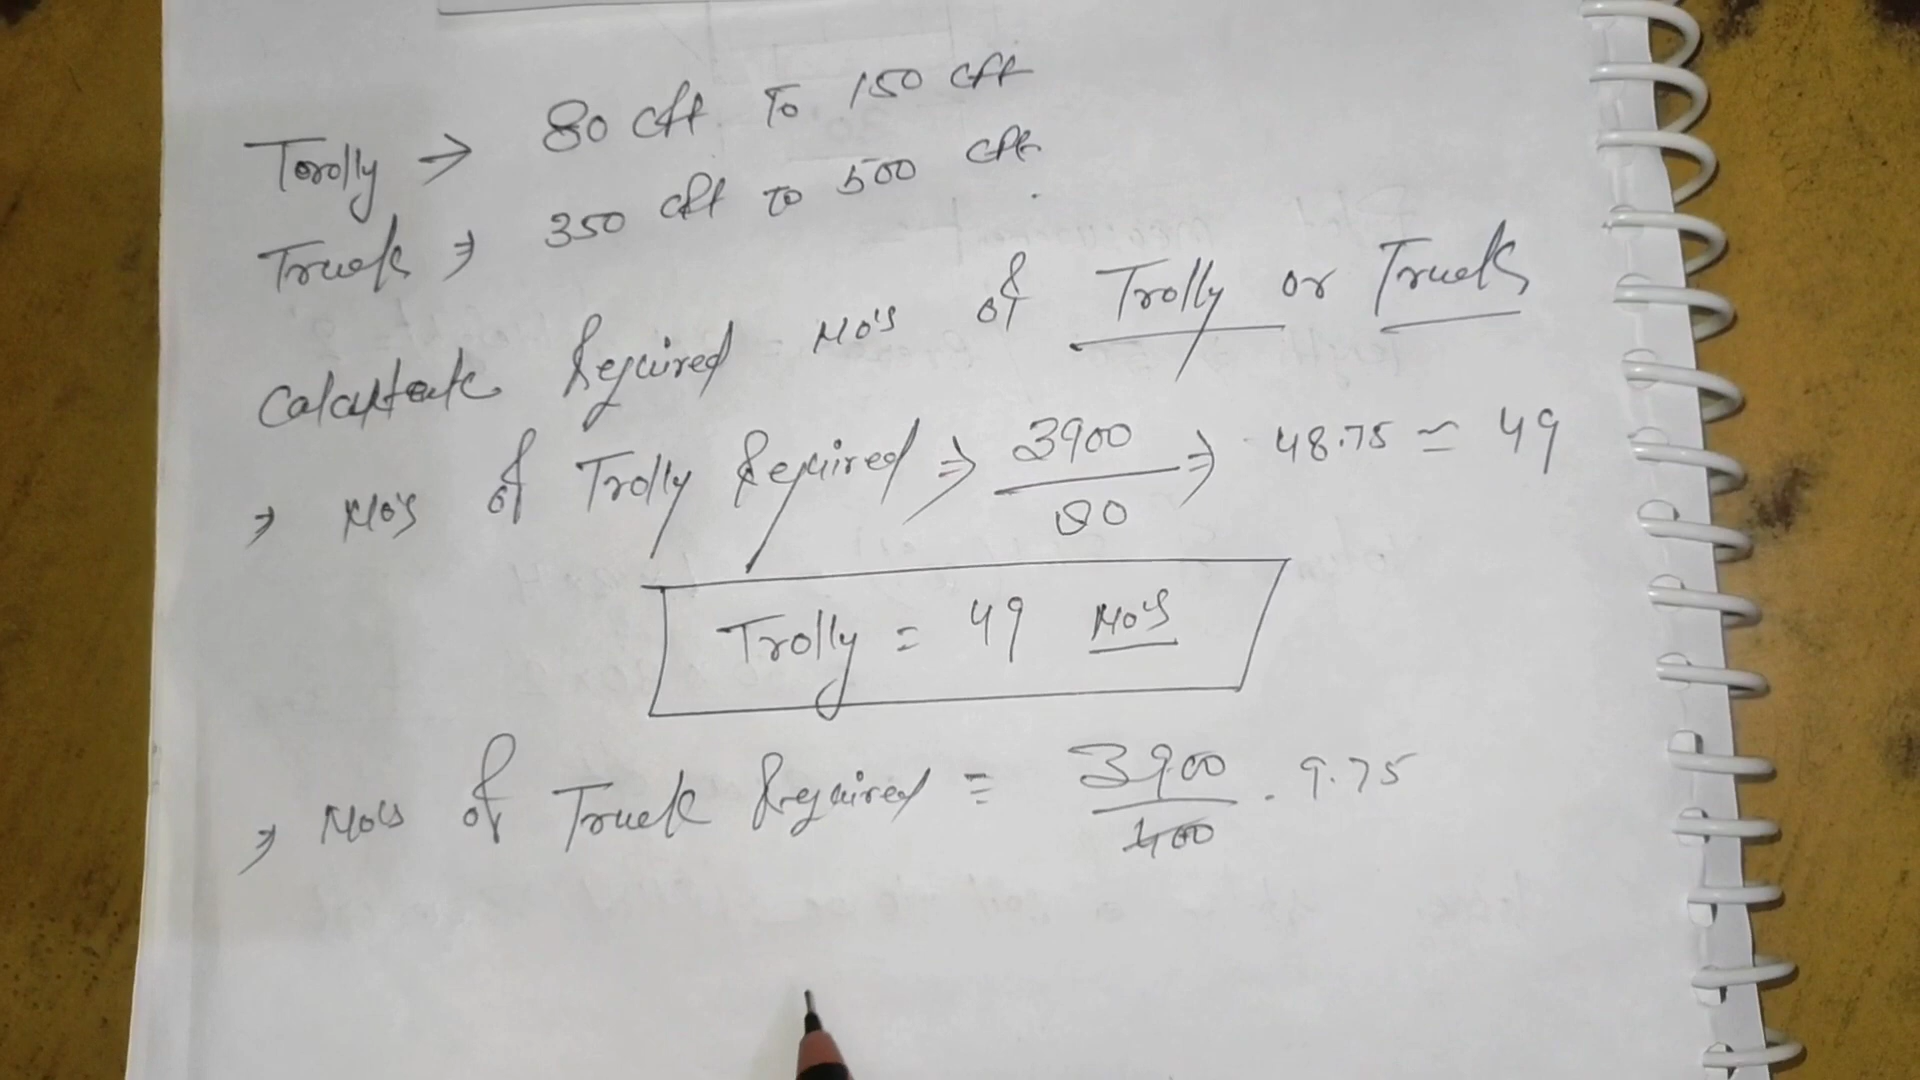 Trolly → 80 cft To 150 cft
Truck ⇒ 350 cft to 500 cft.
Calculate Required No's of Trolly or Truck
⇒ No's of Trolly Required ⇒ 3900/80 ⇒ 48.75 ≃ 49
Trolly = 49 No's
⇒ No's of Truck Required = 3900/400 . 9.75